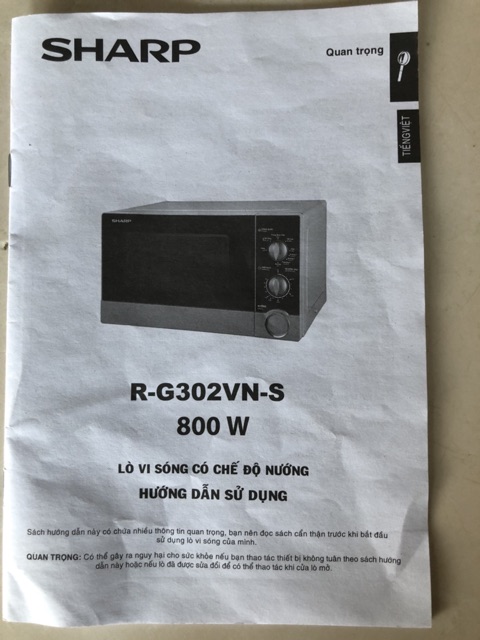 SHARP
Quan trọng
TIẾNGVIỆT
SHARP
R-G302VN-S
800 W
LÒ VI SÓNG CÓ CHẾ ĐỘ NƯỚNG
HƯỚNG DẪN SỬ DỤNG
Sách hướng dẫn này có chứa nhiều thông tin quan trọng, bạn nên đọc sách cẩn thận trước khi bắt đầu
sử dụng lò vi sóng của mình.
QUAN TRỌNG: Có thể gây ra nguy hại cho sức khỏe nếu bạn thao tác thiết bị không tuân theo sách hướng
dẫn này hoặc nếu lò đã được sửa đổi để có thể thao tác khi cửa lò mở.